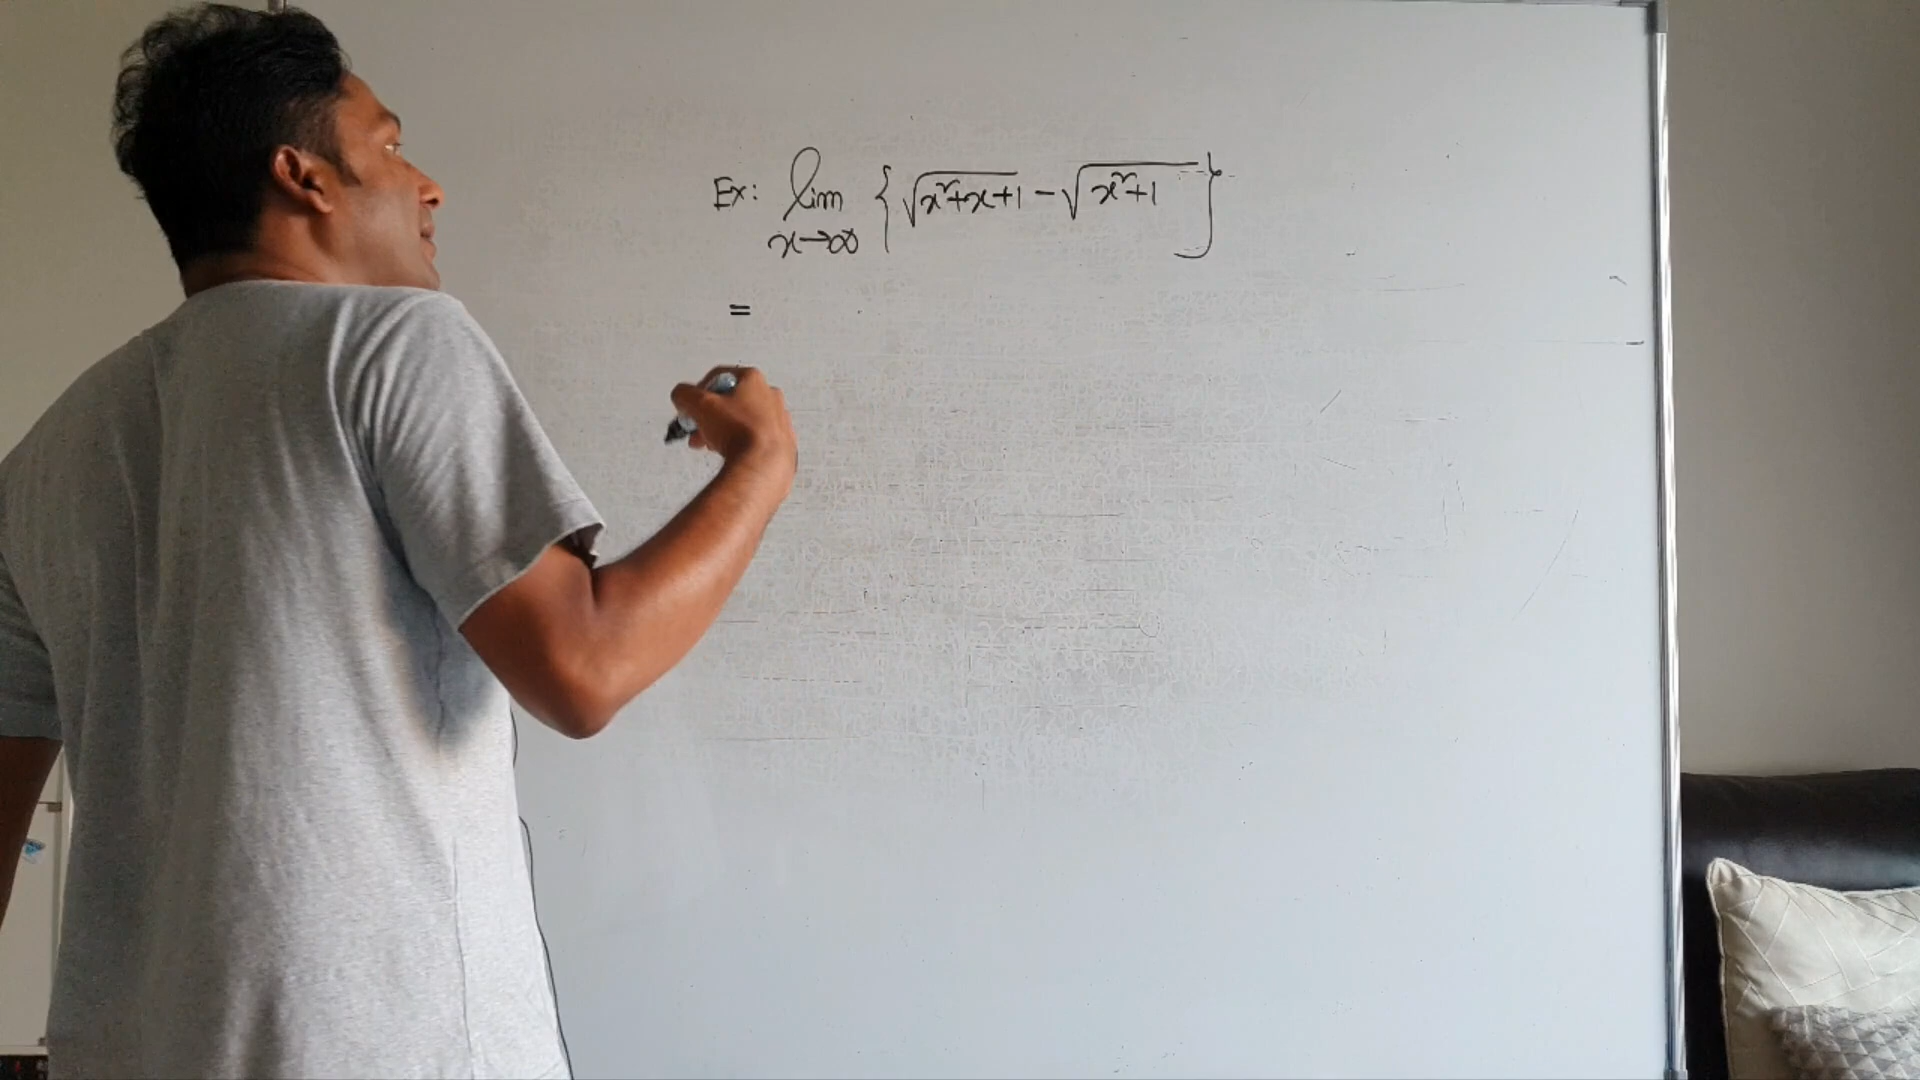 Ex: lim {√(x²+x+1) - √(x²+1)}
x→∞
=